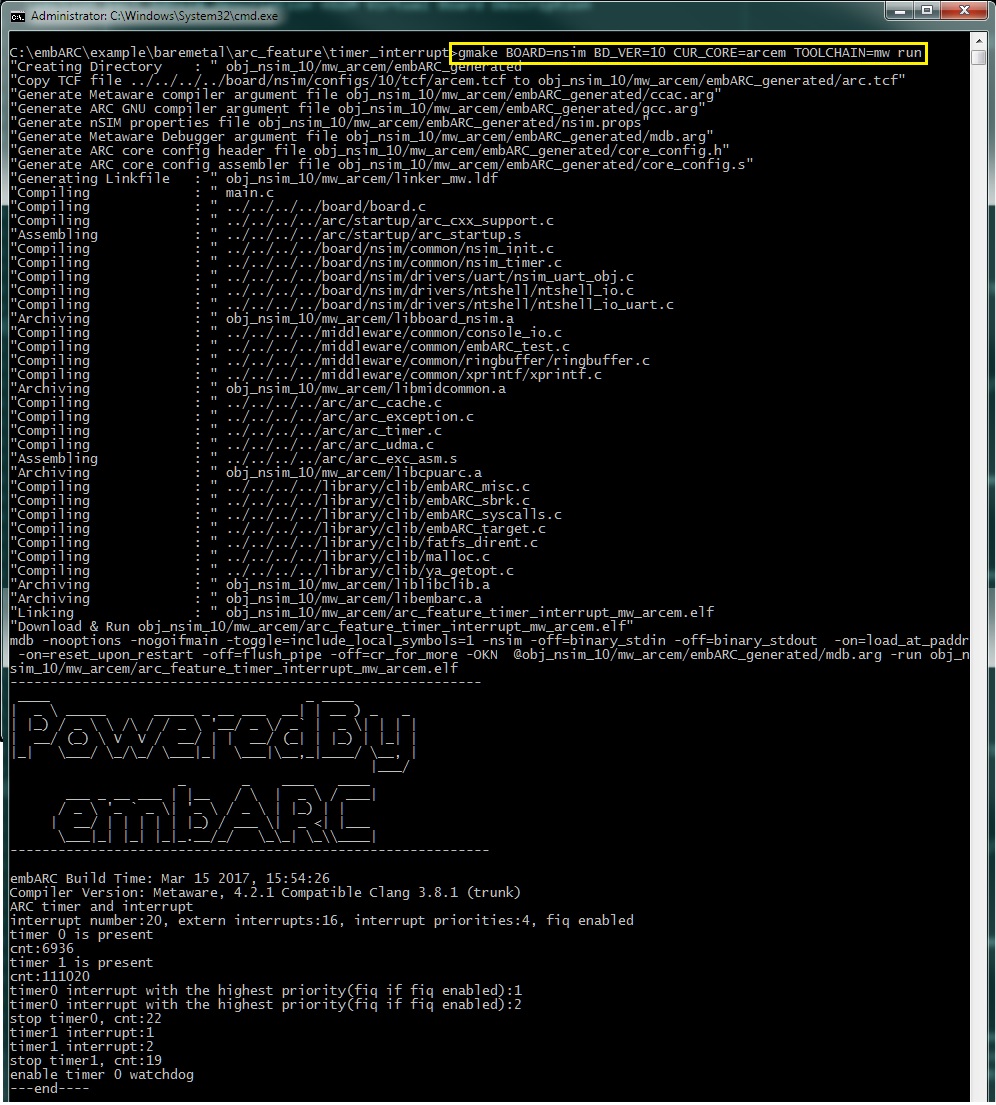 Administrator: C:\Windows\System32\cmd.exe
C:\embARC\example\baremetal\arc_feature\timer_interrupt>gmake BOARD=nsim BD_VER=10 CUR_CORE=arcem TOOLCHAIN=mw run
"Creating Directory    : " obj_nsim_10/mw_arcem/embARC_generated
"Copy TCF file ../../../../board/nsim/configs/10/tcf/arcem.tcf to obj_nsim_10/mw_arcem/embARC_generated/arc.tcf"
"Generate Metaware compiler argument file obj_nsim_10/mw_arcem/embARC_generated/ccac.arg"
"Generate ARC GNU compiler argument file obj_nsim_10/mw_arcem/embARC_generated/gcc.arg"
"Generate nSIM properties file obj_nsim_10/mw_arcem/embARC_generated/nsim.props"
"Generate Metaware Debugger argument file obj_nsim_10/mw_arcem/embARC_generated/mdb.arg"
"Generate ARC core config header file obj_nsim_10/mw_arcem/embARC_generated/core_config.h"
"Generate ARC core config assembler file obj_nsim_10/mw_arcem/embARC_generated/core_config.s"
"Generating Linkfile   : " obj_nsim_10/mw_arcem/linker_mw.ldf
"Compiling             : " main.c
"Compiling             : " ../../../../board/board.c
"Compiling             : " ../../../../arc/startup/arc_cxx_support.c
"Assembling            : " ../../../../arc/startup/arc_startup.s
"Compiling             : " ../../../../board/nsim/common/nsim_init.c
"Compiling             : " ../../../../board/nsim/common/nsim_timer.c
"Compiling             : " ../../../../board/nsim/drivers/uart/nsim_uart_obj.c
"Compiling             : " ../../../../board/nsim/drivers/ntshell/ntshell_io.c
"Compiling             : " ../../../../board/nsim/drivers/ntshell/ntshell_io_uart.c
"Archiving             : " obj_nsim_10/mw_arcem/libboard_nsim.a
"Compiling             : " ../../../../middleware/common/console_io.c
"Compiling             : " ../../../../middleware/common/embARC_test.c
"Compiling             : " ../../../../middleware/common/ringbuffer/ringbuffer.c
"Compiling             : " ../../../../middleware/common/xprintf/xprintf.c
"Archiving             : " obj_nsim_10/mw_arcem/libmidcommon.a
"Compiling             : " ../../../../arc/arc_cache.c
"Compiling             : " ../../../../arc/arc_exception.c
"Compiling             : " ../../../../arc/arc_timer.c
"Compiling             : " ../../../../arc/arc_udma.c
"Assembling            : " ../../../../arc/arc_exc_asm.s
"Archiving             : " obj_nsim_10/mw_arcem/libcpuarc.a
"Compiling             : " ../../../../library/clib/embARC_misc.c
"Compiling             : " ../../../../library/clib/embARC_sbrk.c
"Compiling             : " ../../../../library/clib/embARC_syscalls.c
"Compiling             : " ../../../../library/clib/embARC_target.c
"Compiling             : " ../../../../library/clib/fatfs_dirent.c
"Compiling             : " ../../../../library/clib/malloc.c
"Compiling             : " ../../../../library/clib/ya_getopt.c
"Archiving             : " obj_nsim_10/mw_arcem/liblibclib.a
"Archiving             : " obj_nsim_10/mw_arcem/libembarc.a
"Linking               : " obj_nsim_10/mw_arcem/arc_feature_timer_interrupt_mw_arcem.elf
"Download & Run obj_nsim_10/mw_arcem/arc_feature_timer_interrupt_mw_arcem.elf"
mdb -nooptions -nogoifmain -toggle=include_local_symbols=1 -nsim -off=binary_stdin -off=binary_stdout  -on=load_at_paddr
 -on=reset_upon_restart -off=flush_pipe -off=cr_for_more -OKN  @obj_nsim_10/mw_arcem/embARC_generated/mdb.arg -run obj_n
sim_10/mw_arcem/arc_feature_timer_interrupt_mw_arcem.elf
PoweredBy
embARC
embARC Build Time: Mar 15 2017, 15:54:26
Compiler Version: Metaware, 4.2.1 Compatible Clang 3.8.1 (trunk)
ARC timer and interrupt
interrupt number:20, extern interrupts:16, interrupt priorities:4, fiq enabled
timer 0 is present
cnt:6936
timer 1 is present
cnt:111020
timer0 interrupt with the highest priority(fiq if fiq enabled):1
timer0 interrupt with the highest priority(fiq if fiq enabled):2
stop timer0, cnt:22
timer1 interrupt:1
timer1 interrupt:2
stop timer1, cnt:19
enable timer 0 watchdog
---end----